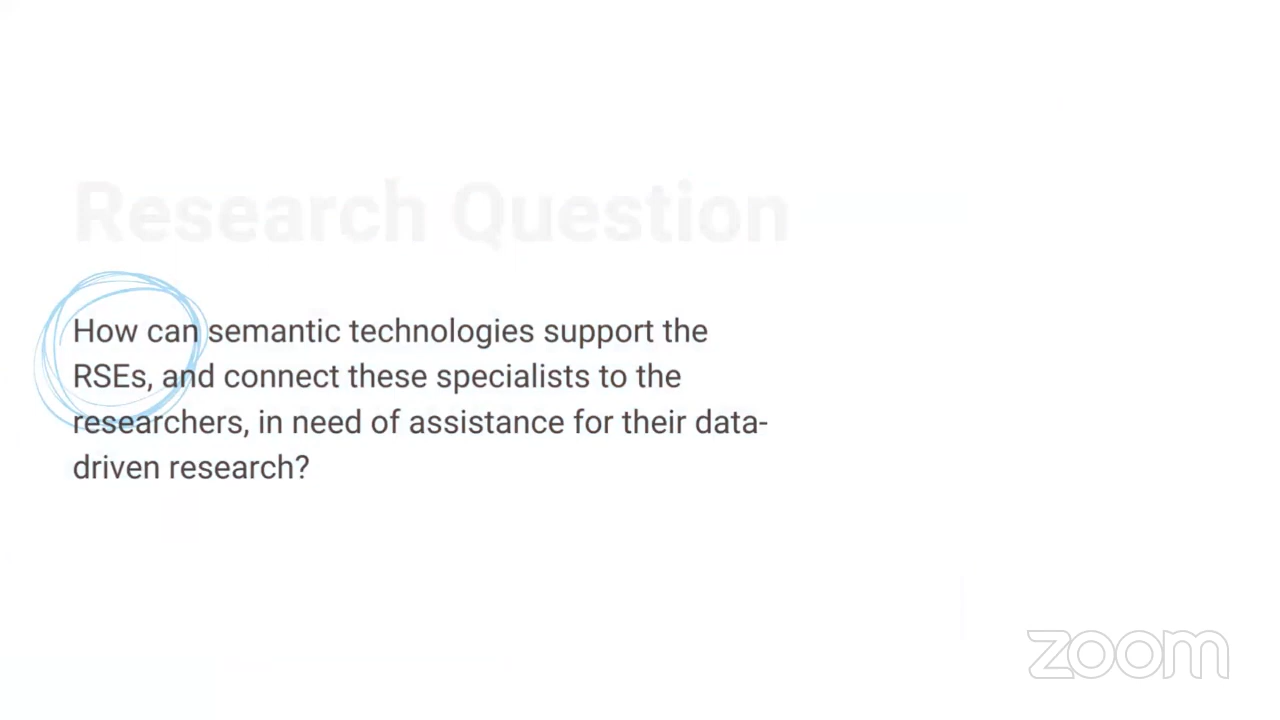 Research Question
How can semantic technologies support the
RSEs, and connect these specialists to the
researchers, in need of assistance for their data-
driven research?
zoom